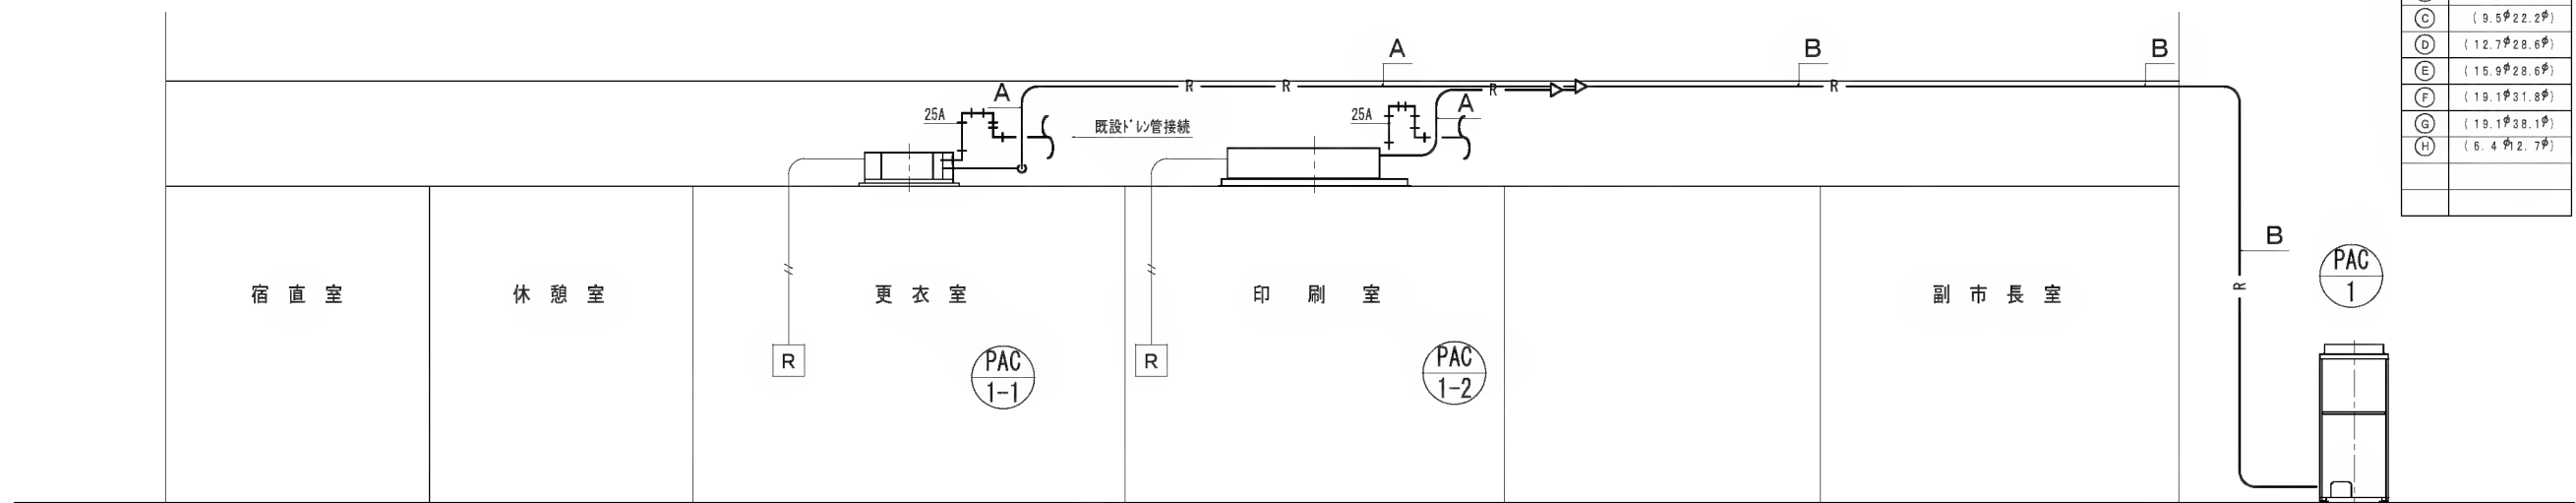 Ⓒ (9.5φ22.2φ)
Ⓓ (12.7φ28.6φ)
Ⓔ (15.9φ28.6φ)
Ⓕ (19.1φ31.8φ)
Ⓖ (19.1φ38.1φ)
Ⓗ (6.4φ12.7φ)
A
B
B
R
R
R
R
A
A
25A
25A
既設ドレン管接続
B
R
PAC
1
宿直室
休憩室
更衣室
印刷室
副市長室
R
R
PAC
1-1
PAC
1-2